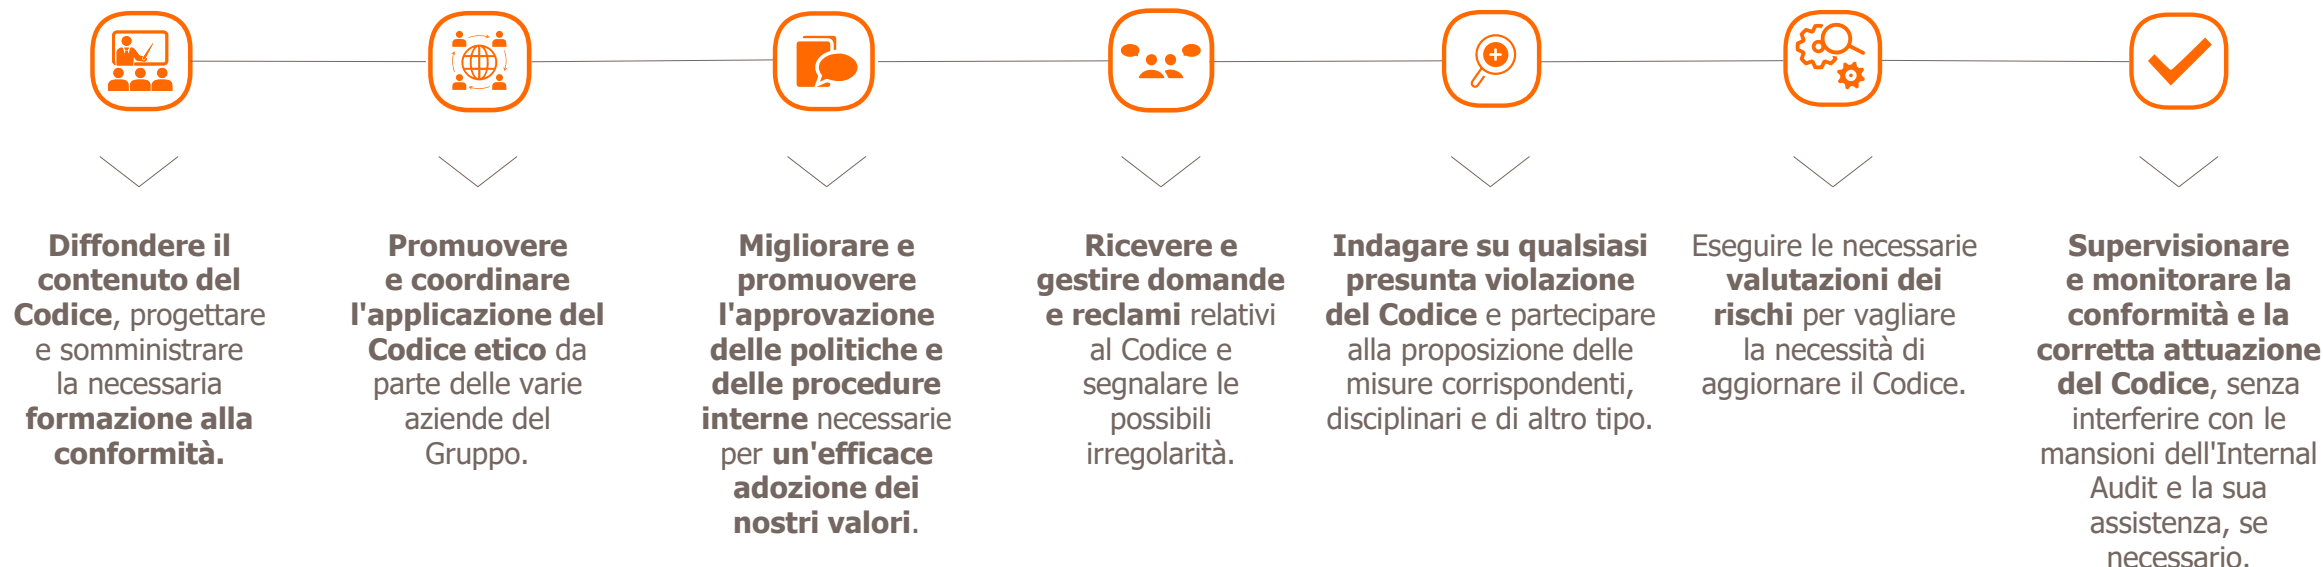 Diffondere il
contenuto del
Codice, progettare
e somministrare
la necessaria
formazione alla
conformità.
Promuovere
e coordinare
l'applicazione del
Codice etico da
parte delle varie
aziende del
Gruppo.
Migliorare e
promuovere
l'approvazione
delle politiche e
delle procedure
interne necessarie
per un'efficace
adozione dei
nostri valori.
Ricevere e
gestire domande
e reclami relativi
al Codice e
segnalare le
possibili
irregolarità.
Indagare su qualsiasi
presunta violazione
del Codice e partecipare
alla proposizione delle
misure corrispondenti,
disciplinari e di altro tipo.
Eseguire le necessarie
valutazioni dei
rischi per vagliare
la necessità di
aggiornare il Codice.
Supervisionare
e monitorare la
conformità e la
corretta attuazione
del Codice, senza
interferire con le
mansioni dell'Internal
Audit e la sua
assistenza, se
necessario.